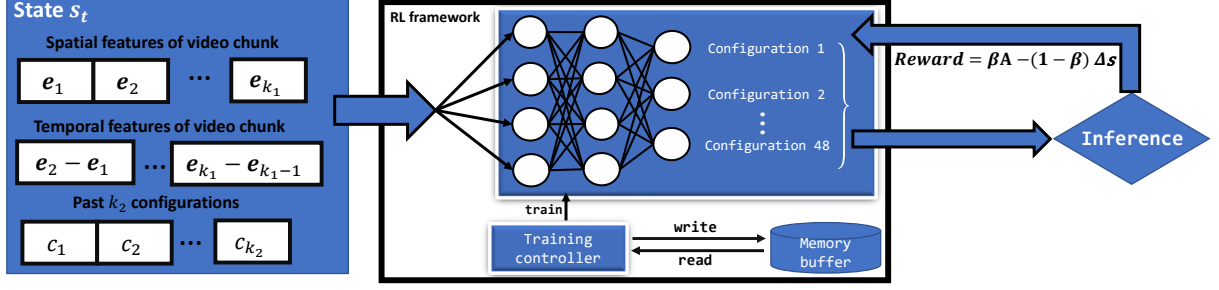 State s_t
Spatial features of video chunk
e_1 e_2 ... e_{k_1}
Temporal features of video chunk
e_2 − e_1 ... e_{k_1} − e_{k_1−1}
Past k_2 configurations
c_1 c_2 ... c_{k_2}
RL framework
Configuration 1
Configuration 2
⋮
Configuration 48
train
Training
controller
write
read
Memory
buffer
Reward = βA −(1 − β) Δs
Inference